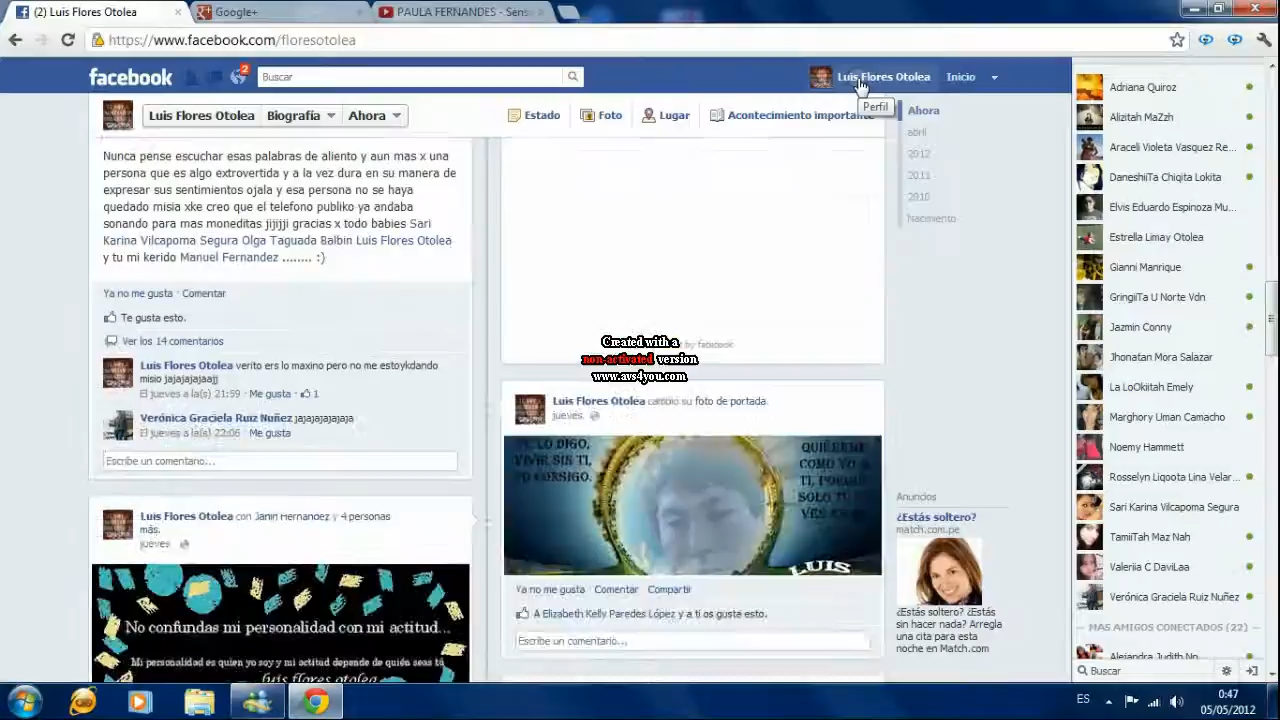 (2) Luis Flores Otolea
Google+
PAULA FERNANDES - Sens
https://www.facebook.com/floresotolea
facebook
2
Buscar
Luis Flores Otolea
Inicio
Perfil
Luis Flores Otolea
Biografía
Ahora
Estado
Foto
Lugar
Acontecimiento importante
Ahora
abril
2012
2011
2010
Nacimiento
Nunca pense escuchar esas palabras de aliento y aun mas x una
persona que es algo extrovertida y a la vez dura en su manera de
expresar sus sentimientos ojala y esa persona no se haya
quedado misia xke creo que el telefono publiko ya andaba
sonando para mas moneditas jijijji gracias x todo babies Sari
Karina Vilcapoma Segura Olga Taguada Balbin Luis Flores Otolea
y tu mi kerido Manuel Fernandez ........ :)
Ya no me gusta · Comentar
Te gusta esto.
Ver los 14 comentarios
Luis Flores Otolea verito ers lo maxino pero no me estoykdando
misio jajajajajaajj
El jueves a la(s) 21:59 · Me gusta · 1
Verónica Graciela Ruiz Nuñez jajajajajajaja
El jueves a la(s) 22:06 · Me gusta
Escribe un comentario...
Luis Flores Otolea con Janin Hernandez y 4 personas
más.
jueves
No confundas mi personalidad con mi actitud...
Mi personalidad es quien yo soy y mi actitud depende de quién seas tú
luis flores otolea
by facebook
Created with a
non-activated version
www.avs4you.com
Luis Flores Otolea cambió su foto de portada.
jueves
TE LO DIGO,
VIVIR SIN TI,
NO CONSIGO.
QUIÉREME
COMO YO A
TI, PORQUE
SOLO TU
LUIS
Ya no me gusta Comentar Compartir
A Elizabeth Kelly Paredes López y a ti os gusta esto.
Escribe un comentario...
Anuncios
¿Estás soltero?
match.com.pe
¿Estás soltero? ¿Estás
sin hacer nada? Arregla
una cita para esta
noche en Match.com
Adriana Quiroz
Alizitah MaZzh
Araceli Violeta Vasquez Re...
DaneshiiTa Chiqita Lokita
Elvis Eduardo Espinoza Mu...
Estrella Limay Otolea
Gianni Manrique
GringiiTa U Norte Vdn
Jazmin Conny
Jhonatan Mora Salazar
La LoOkiitah Emely
Marghory Uman Camacho
Noemy Hammett
Rosselyn Liqoota Lina Velar...
Sari Karina Vilcapoma Segura
TamiiTah Maz Nah
Valeriia C DaviLaa
Verónica Graciela Ruiz Nuñez
MÁS AMIGOS CONECTADOS (22)
Alejandra Judith No
Buscar
ES
0:47
05/05/2012